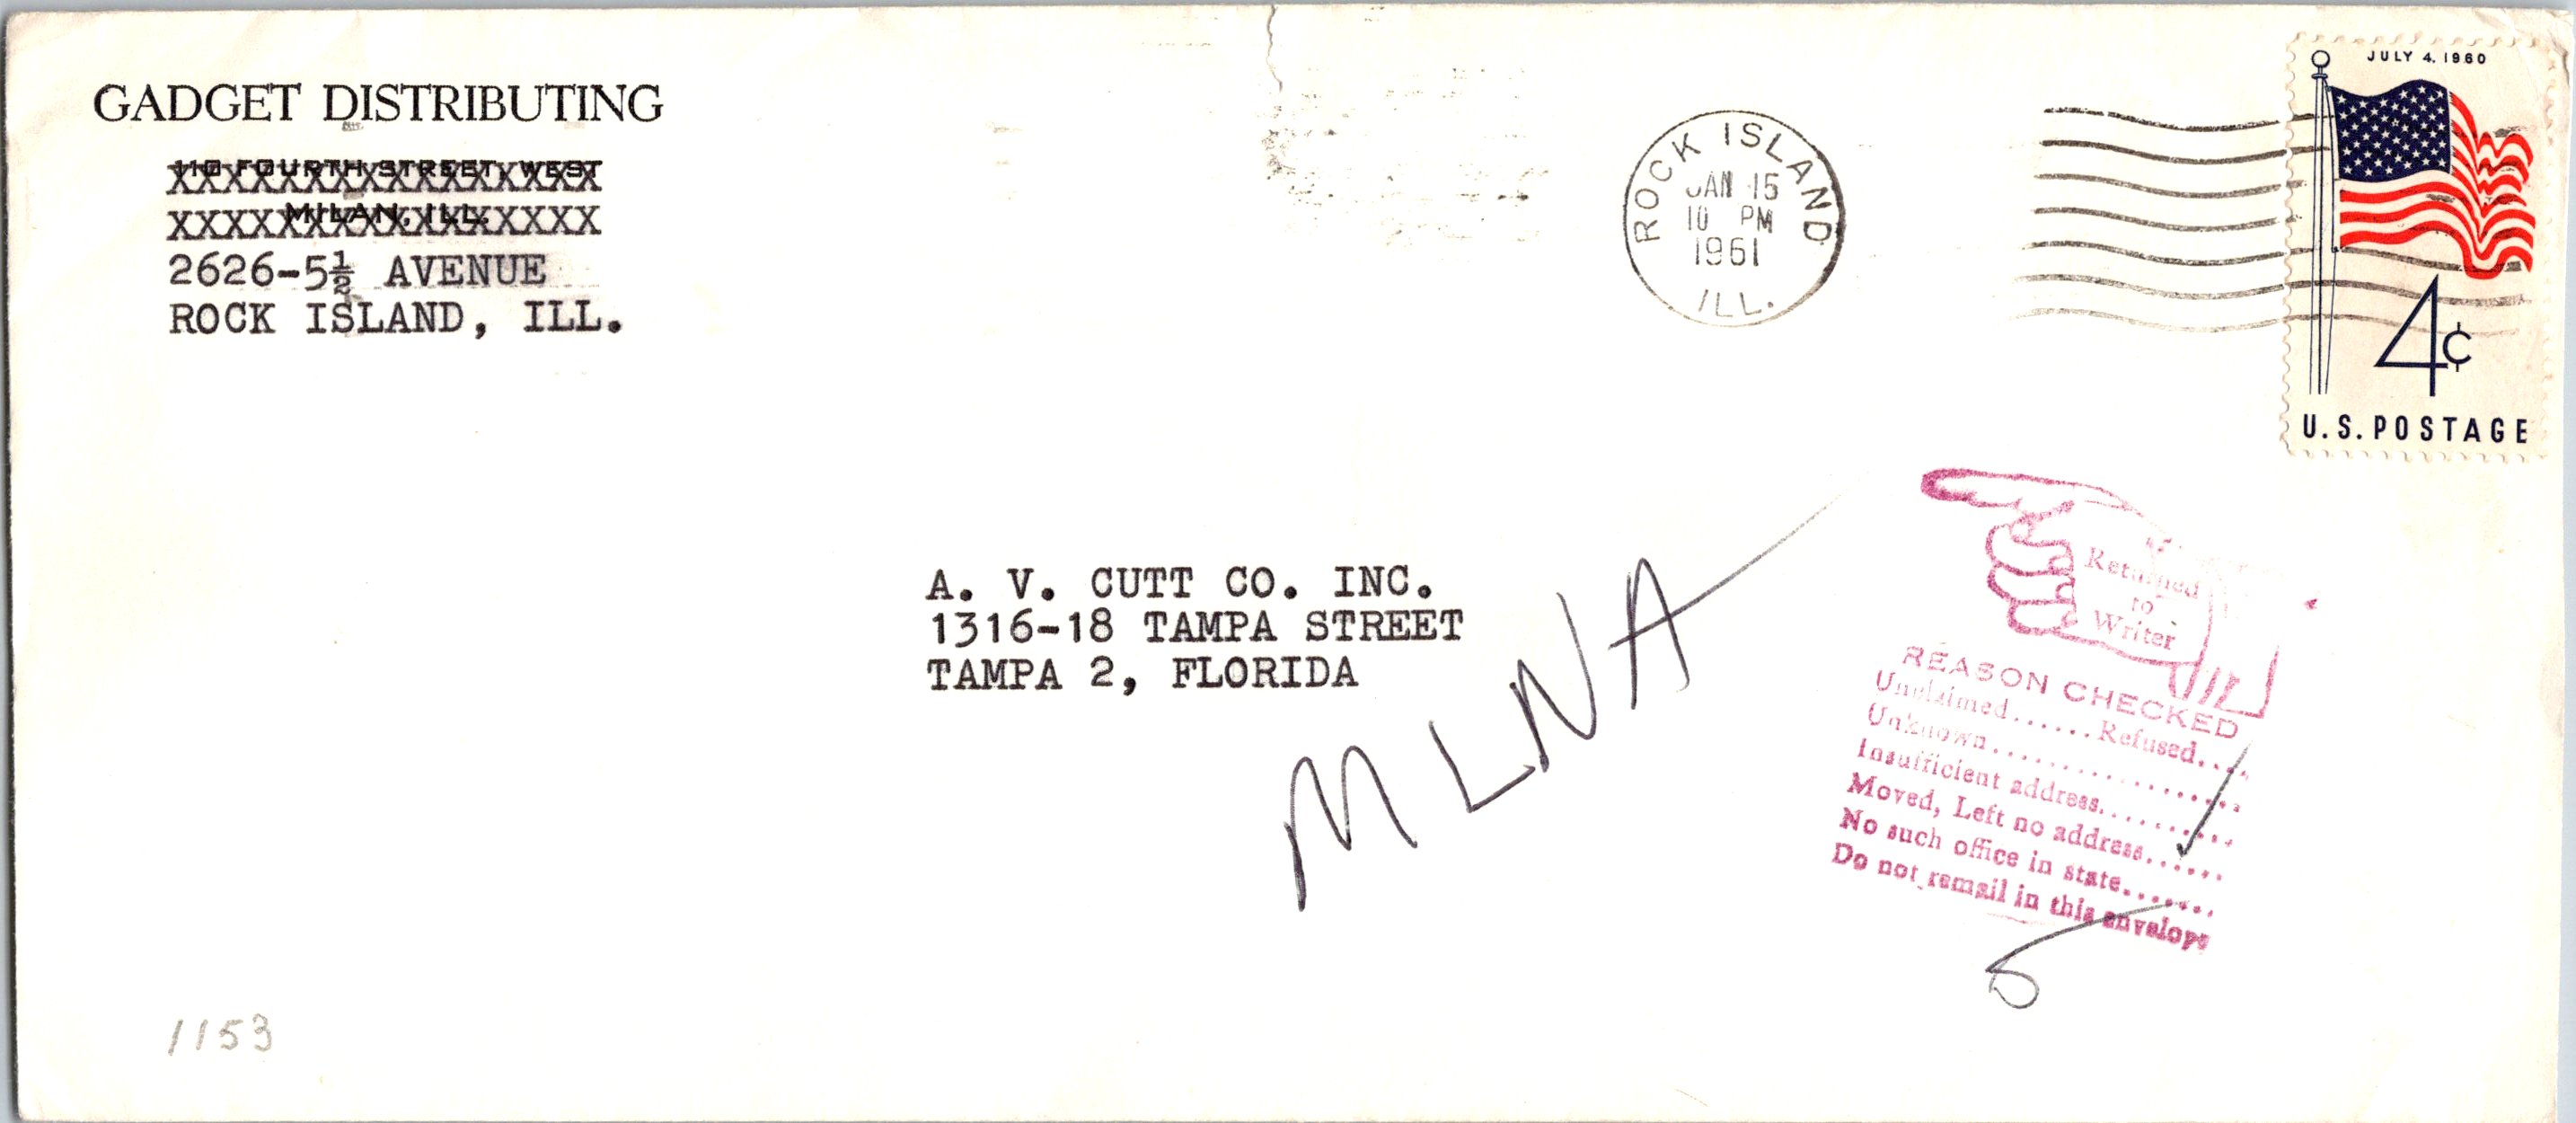 GADGET DISTRIBUTING
110 FOURTH STREET, WEST
XXXXXXXXXXXXXXXXXXXXXXX
MILAN, ILL.
XXXXXXXXXXXXXXXXXXXXXXX
2626-5½ AVENUE
ROCK ISLAND, ILL.
ROCK ISLAND
JAN 15
10 PM
1961
ILL.
JULY 4, 1960
4¢
U.S. POSTAGE
A. V. CUTT CO. INC.
1316-18 TAMPA STREET
TAMPA 2, FLORIDA
MLNA
Returned
to
Writer
REASON CHECKED
Unclaimed......Refused....
Unknown..................
Insufficient address..........
Moved, Left no address......
No such office in state.......
Do not remail in this envelope
1153